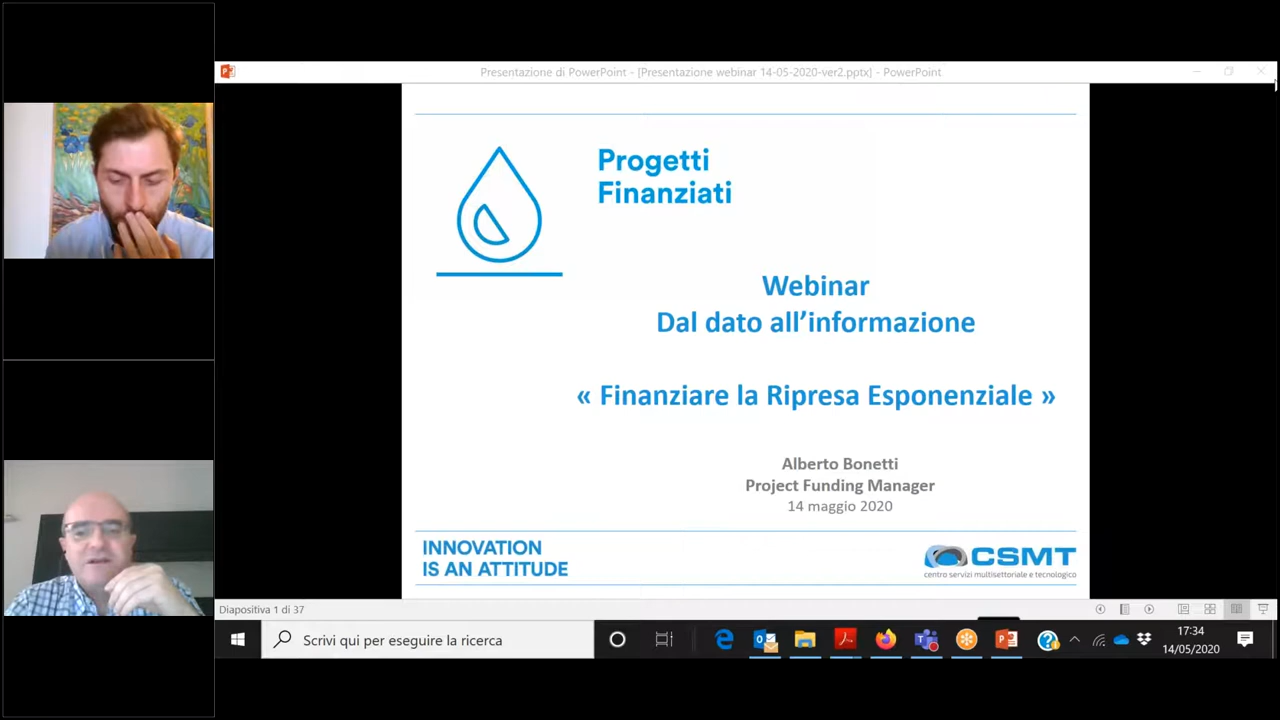 Presentazione di PowerPoint - [Presentazione webinar 14-05-2020-ver2.pptx] - PowerPoint
Progetti
Finanziati
Webinar
Dal dato all’informazione
« Finanziare la Ripresa Esponenziale »
Alberto Bonetti
Project Funding Manager
14 maggio 2020
INNOVATION
IS AN ATTITUDE
CSMT
centro servizi multisettoriale e tecnologico
Diapositiva 1 di 37
Scrivi qui per eseguire la ricerca
17:34
14/05/2020